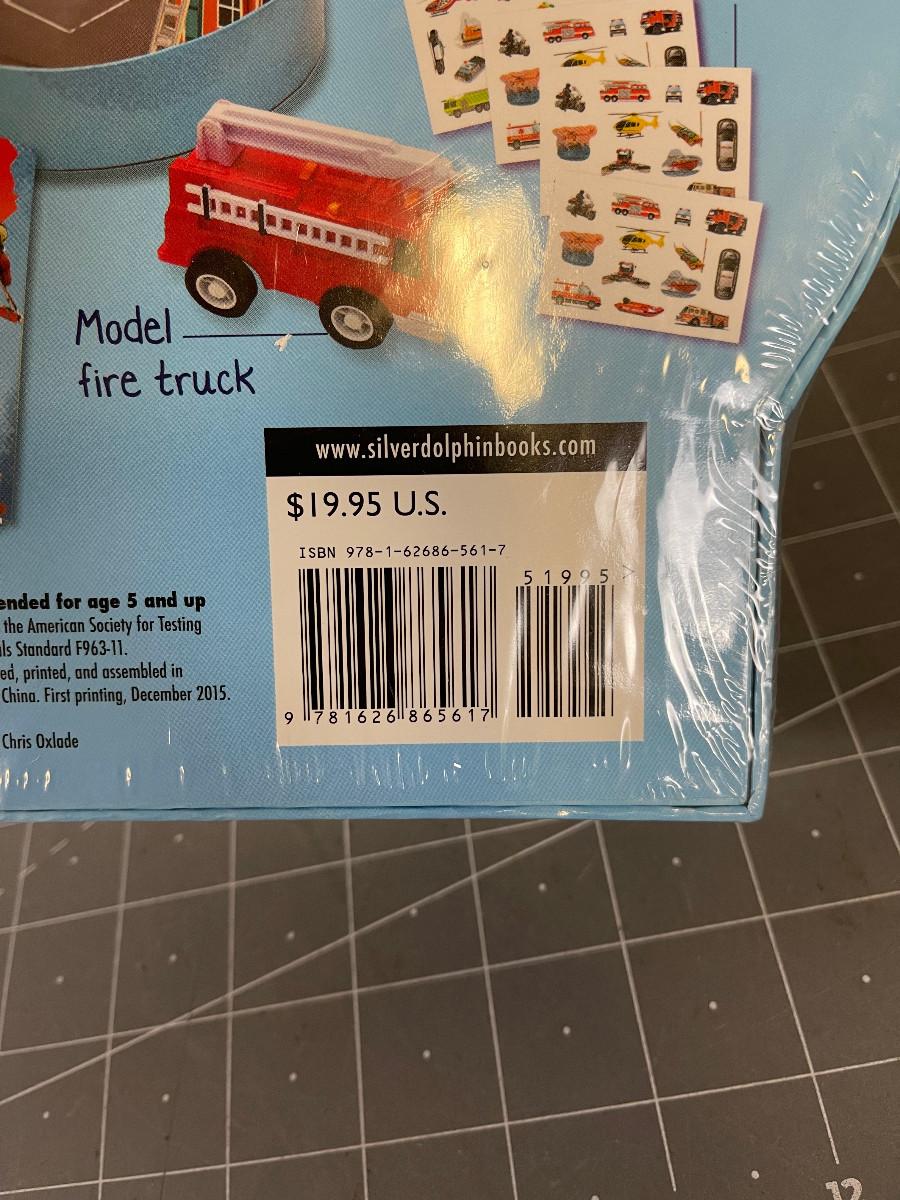 Model
fire truck
www.silverdolphinbooks.com
$19.95 U.S.
ISBN 978-1-62686-561-7
51995 >
9 781626 865617
ended for age 5 and up
the American Society for Testing
ls Standard F963-11.
ed, printed, and assembled in
China. First printing, December 2015.
Chris Oxlade
12